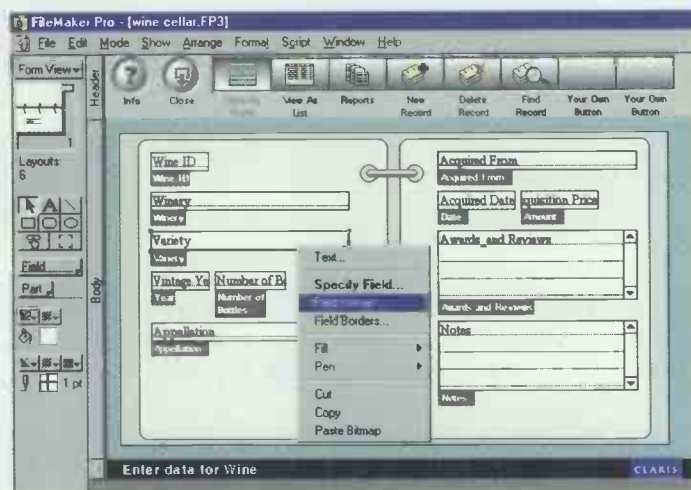 FileMaker Pro - [wine cellar.FP3]
File Edit Mode Show Arrange Format Script Window Help
Form View
Header
Info
Close
View As List
Reports
New Record
Delete Record
Find Record
Your Own Button
Your Own Button
1
Layouts:
6
Field
Part
1 pt
Body
Wine ID
Wine ID
Winery
Winery
Variety
Variety
Vintage Ye
Year
Number of Bo
Number of Bottles
Appellation
Appellation
Text...
Specify Field...
Field Borders...
Fill
Pen
Cut
Copy
Paste Bitmap
Acquired From
Acquired From
Acquired Date
Date
quisition Price
Amount
Awards and Reviews
Awards and Reviews
Notes
Notes
Enter data for Wine
CLARIS